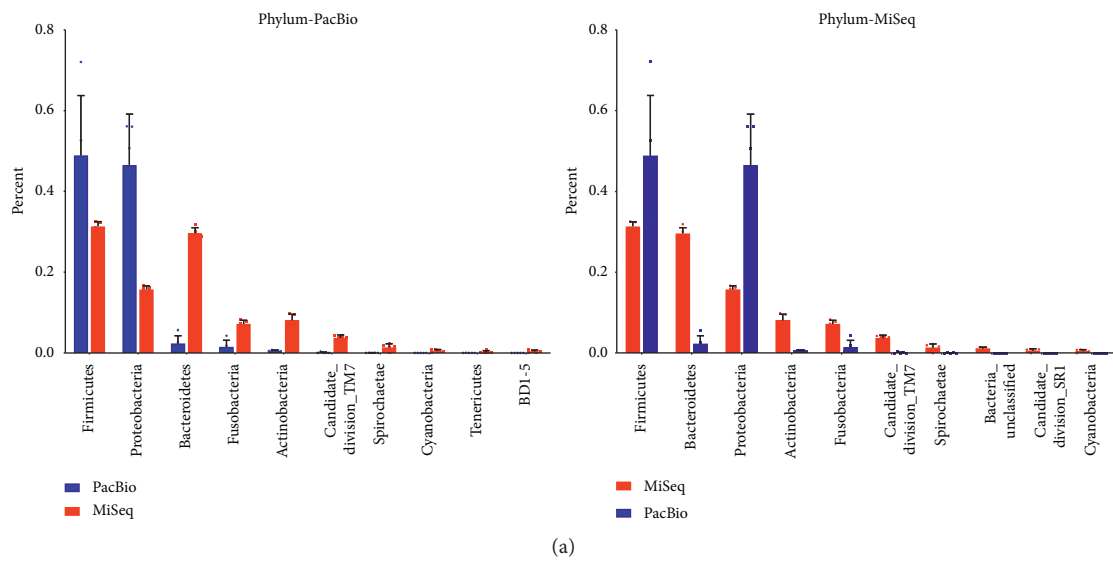 Phylum-PacBio
Percent
0.8
0.6
0.4
0.2
0.0
Firmicutes
Proteobacteria
Bacteroidetes
Fusobacteria
Actinobacteria
Candidate_
division_TM7
Spirochaetae
Cyanobacteria
Tenericutes
BD1-5
PacBio
MiSeq
Phylum-MiSeq
Percent
0.8
0.6
0.4
0.2
0.0
Firmicutes
Bacteroidetes
Proteobacteria
Actinobacteria
Fusobacteria
Candidate_
division_TM7
Spirochaetae
Bacteria_
unclassified
Candidate_
division_SR1
Cyanobacteria
MiSeq
PacBio
(a)